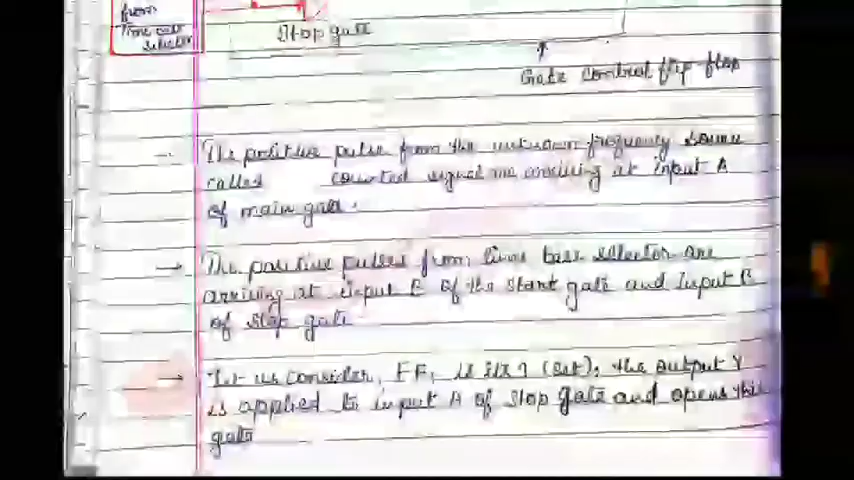 from
Time base
selector
Stop gate
Gate control flip-flop
The positive pulse from the unknown frequency source
called counted signal are arriving at input A
of main gate.
→ The positive pulses from time base selector are
arriving at input B of the start gate and input B
of stop gate
→ Let us consider, FF1 is in 1 (set), the output Y
is applied to input A of stop gate and opens this
gate